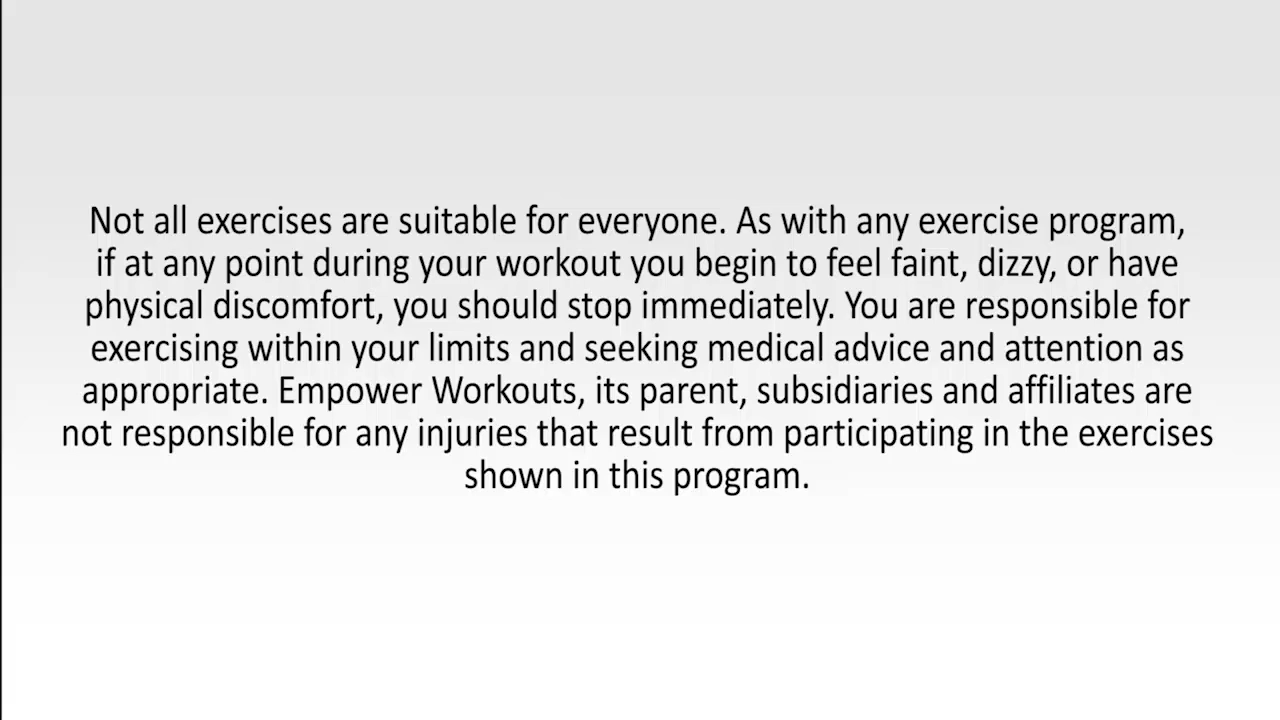 Not all exercises are suitable for everyone. As with any exercise program,
if at any point during your workout you begin to feel faint, dizzy, or have
physical discomfort, you should stop immediately. You are responsible for
exercising within your limits and seeking medical advice and attention as
appropriate. Empower Workouts, its parent, subsidiaries and affiliates are
not responsible for any injuries that result from participating in the exercises
shown in this program.